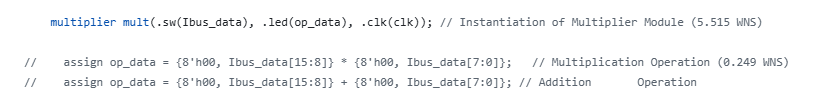 multiplier mult(.sw(Ibus_data), .led(op_data), .clk(clk)); // Instantiation of Multiplier Module (5.515 WNS)
//    assign op_data = {8'h00, Ibus_data[15:8]} * {8'h00, Ibus_data[7:0]};   // Multiplication Operation (0.249 WNS)
//    assign op_data = {8'h00, Ibus_data[15:8]} + {8'h00, Ibus_data[7:0]}; // Addition       Operation